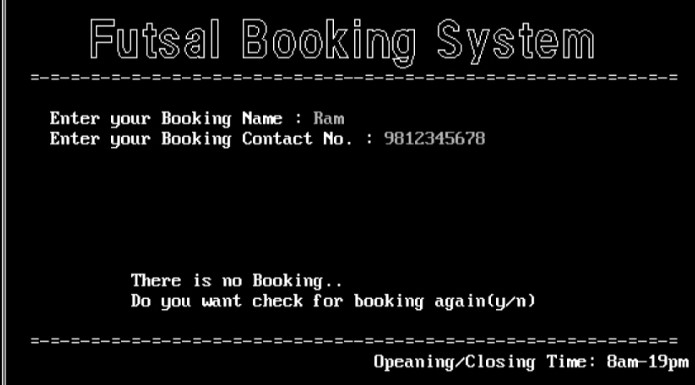 Futsal Booking System
=-=-=-=-=-=-=-=-=-=-=-=-=-=-=-=-=--=-=-=-=-=-=-=-=-=-=-=-=-=-=-=
Enter your Booking Name : Ram
Enter your Booking Contact No. : 9812345678
There is no Booking..
Do you want check for booking again(y/n)
=-=-=-=-=-=-=-=-=-=-=-=-=-=-=-=-=--=-=-=-=-=-=-=-=-=-=-=-=-=-=-=
Opeaning/Closing Time: 8am-19pm